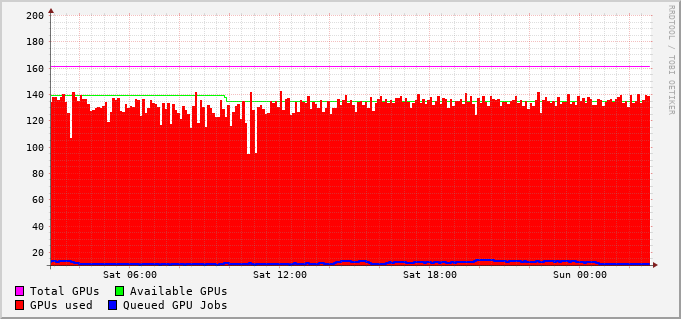 RRDTOOL / TOBI OETIKER
200
180
160
140
120
100
80
60
40
20
Sat 06:00 Sat 12:00 Sat 18:00 Sun 00:00
Total GPUs Available GPUs
GPUs used Queued GPU Jobs